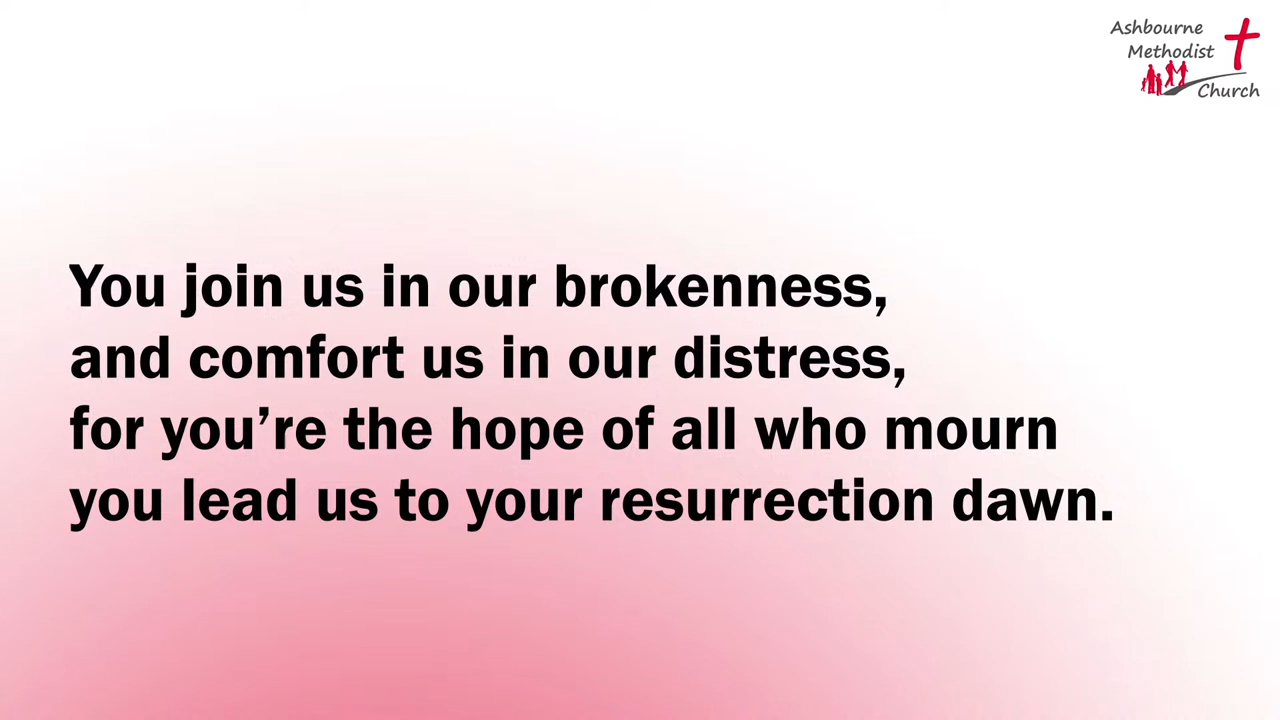 Ashbourne
Methodist
Church
You join us in our brokenness,
and comfort us in our distress,
for you’re the hope of all who mourn
you lead us to your resurrection dawn.